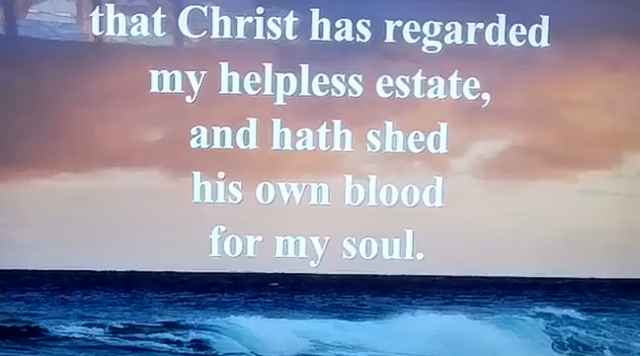 that Christ has regarded
my helpless estate,
and hath shed
his own blood
for my soul.